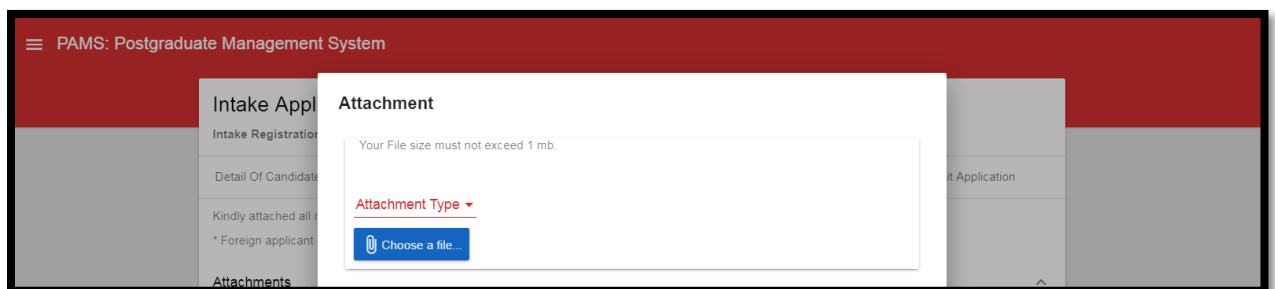 PAMS: Postgraduate Management System
Intake Appl
Attachment
Intake Registration
Your File size must not exceed 1 mb.
Detail Of Candidate
it Application
Attachment Type
Kindly attached all
Choose a file...
* Foreign applicant
Attachments